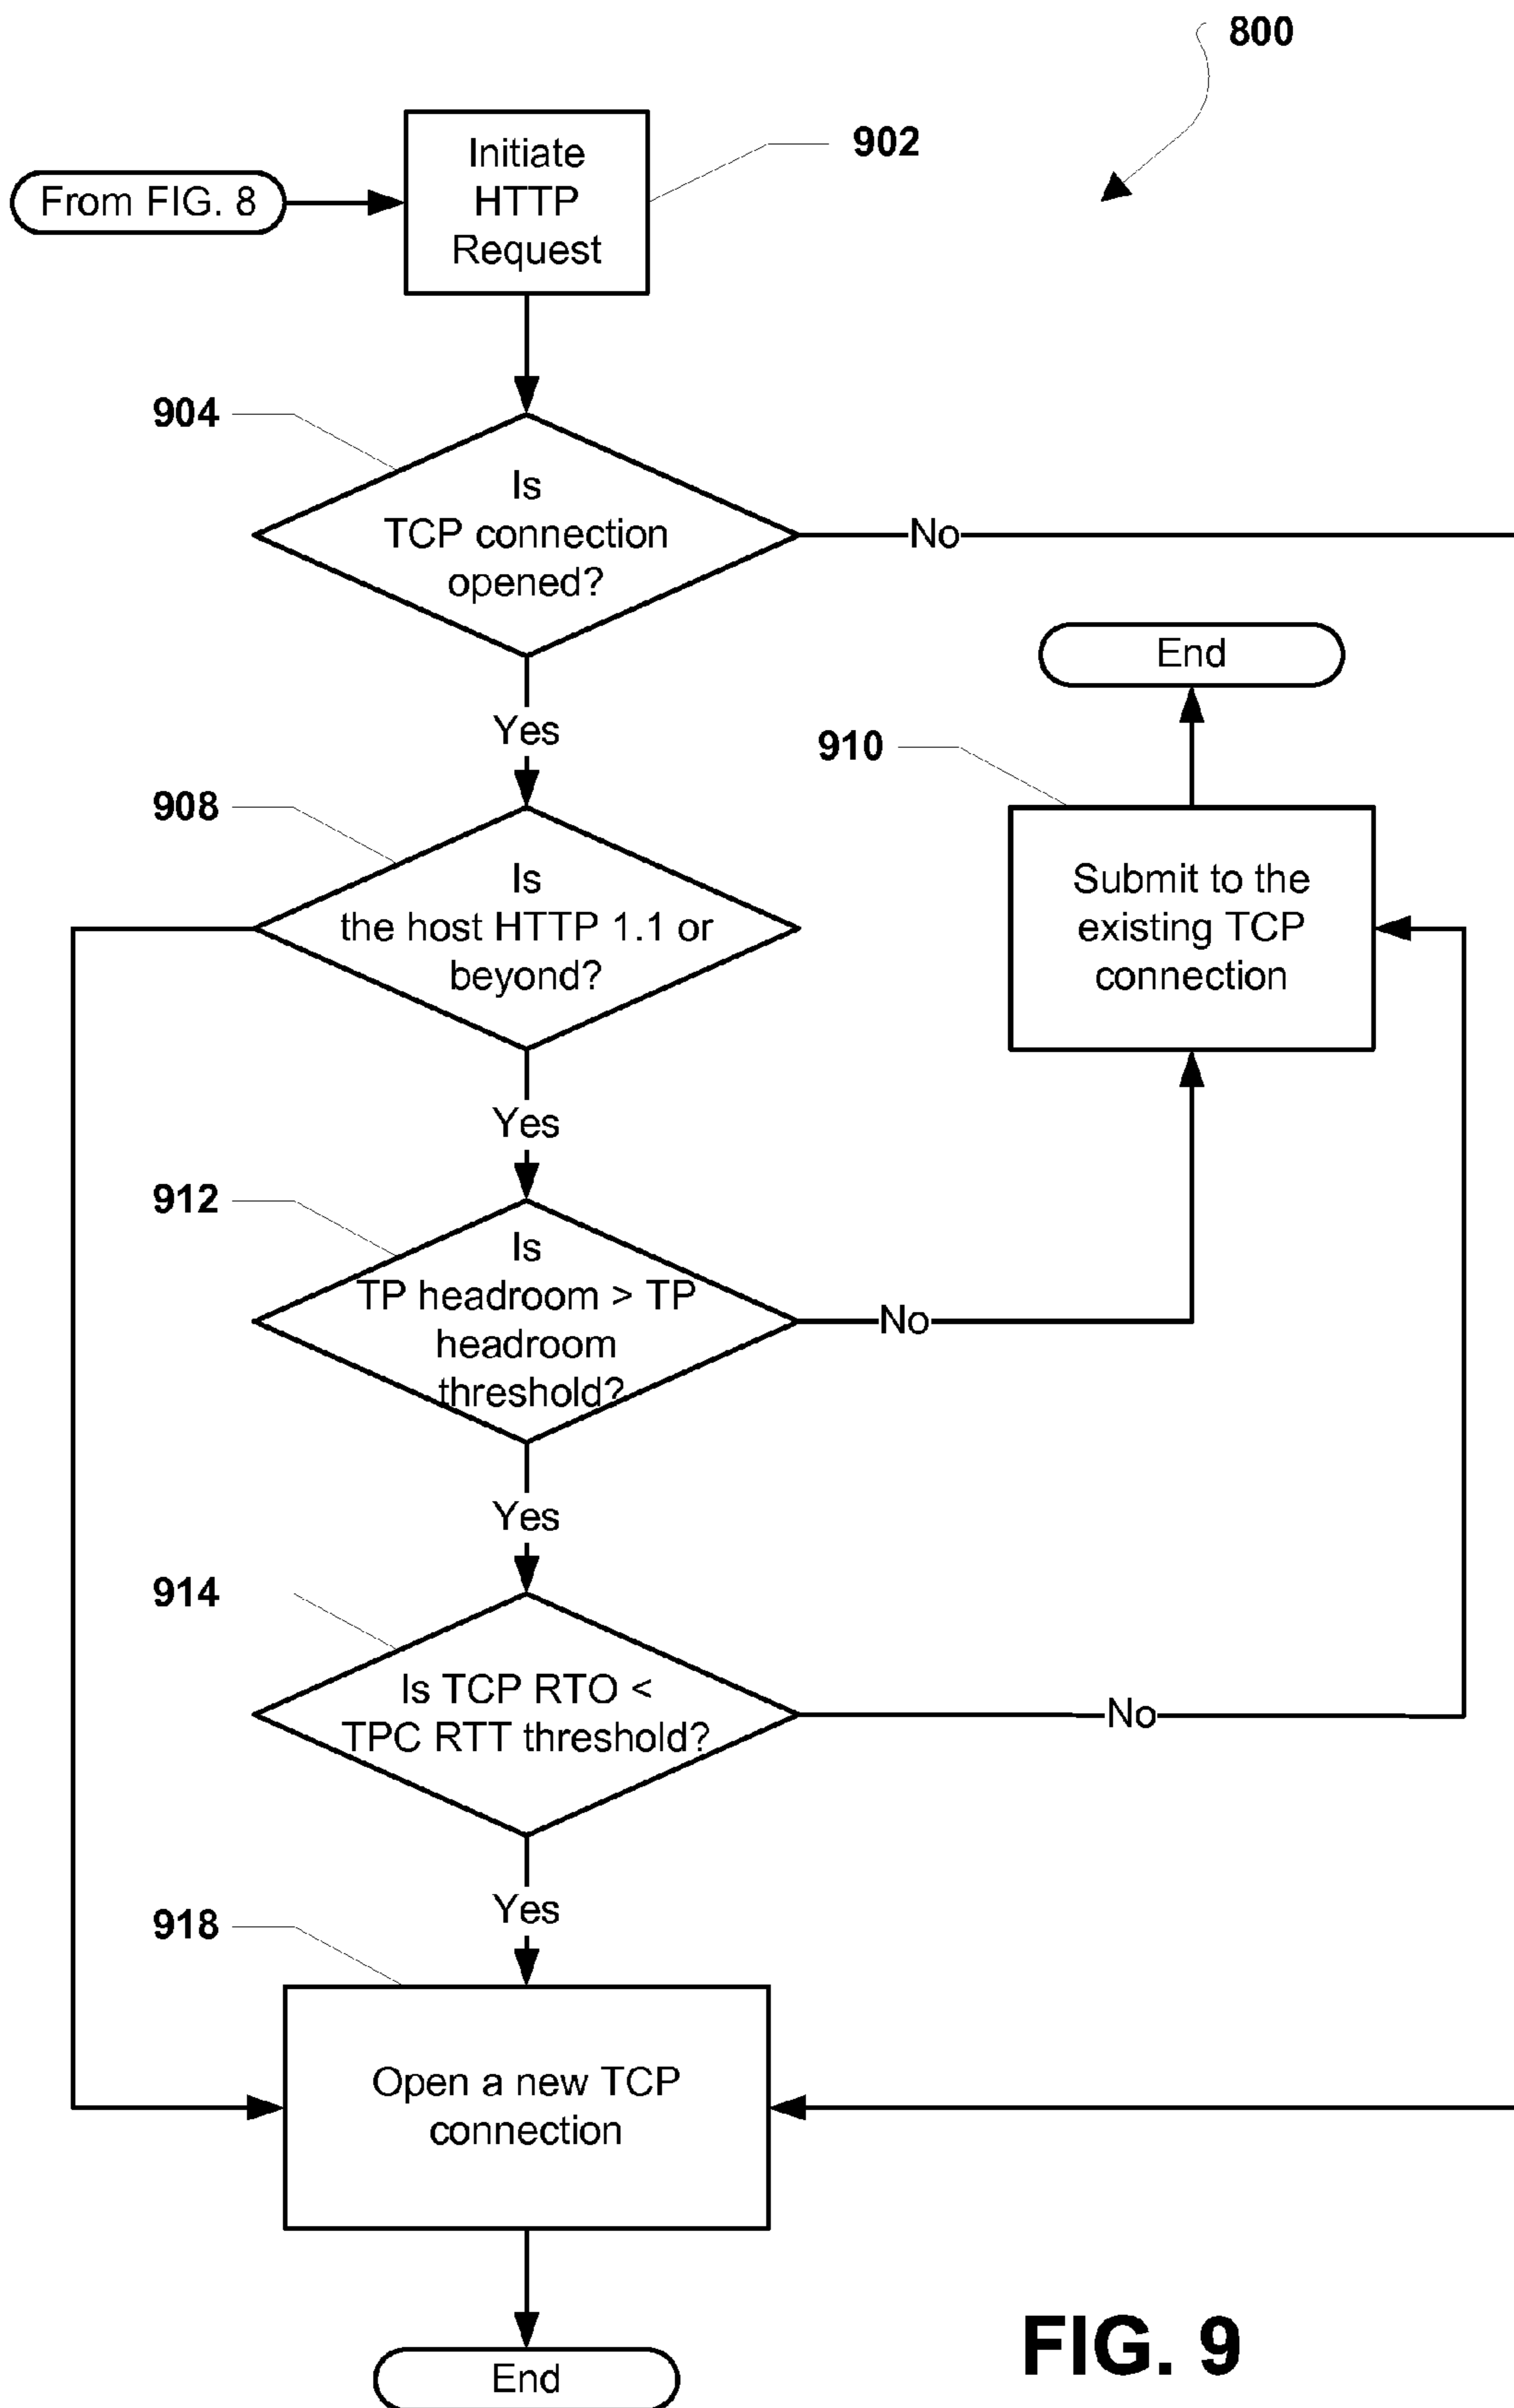 800
902
Initiate
HTTP
Request
From FIG. 8
904
Is
TCP connection
opened?
No
Yes
End
910
908
Is
the host HTTP 1.1 or
beyond?
Submit to the
existing TCP
connection
Yes
912
Is
TP headroom > TP
headroom
threshold?
No
Yes
914
Is TCP RTO <
TPC RTT threshold?
No
Yes
918
Open a new TCP
connection
End
FIG. 9